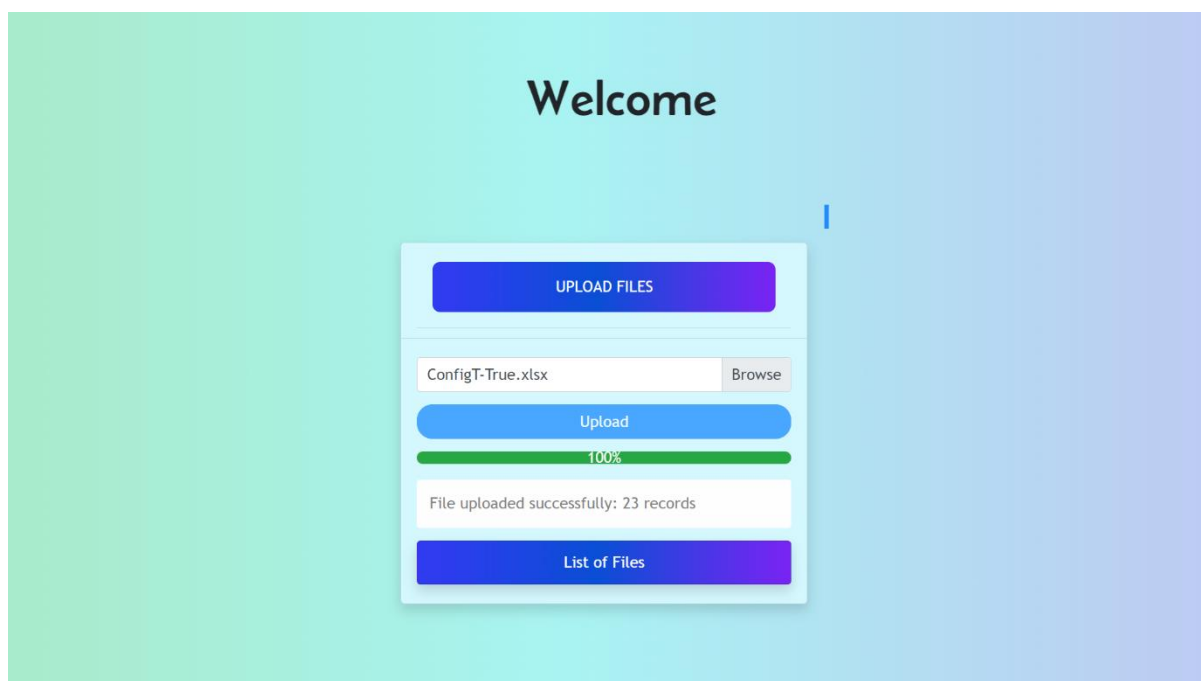 Welcome
UPLOAD FILES
ConfigT-True.xlsx Browse
Upload
100%
File uploaded successfully: 23 records
List of Files